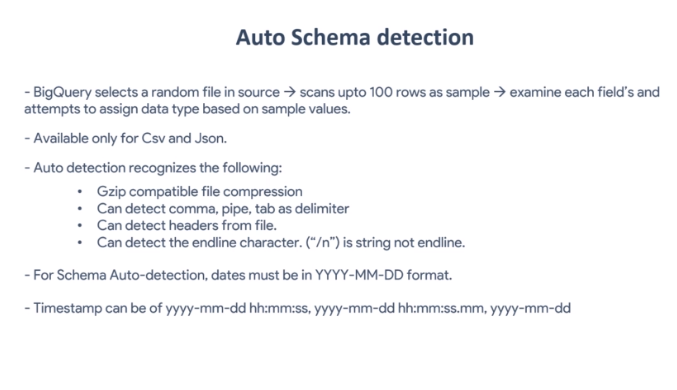 Auto Schema detection
- BigQuery selects a random file in source → scans upto 100 rows as sample → examine each field's and
attempts to assign data type based on sample values.
- Available only for Csv and Json.
- Auto detection recognizes the following:
• Gzip compatible file compression
• Can detect comma, pipe, tab as delimiter
• Can detect headers from file.
• Can detect the endline character. ("/n") is string not endline.
- For Schema Auto-detection, dates must be in YYYY-MM-DD format.
- Timestamp can be of yyyy-mm-dd hh:mm:ss, yyyy-mm-dd hh:mm:ss.mm, yyyy-mm-dd